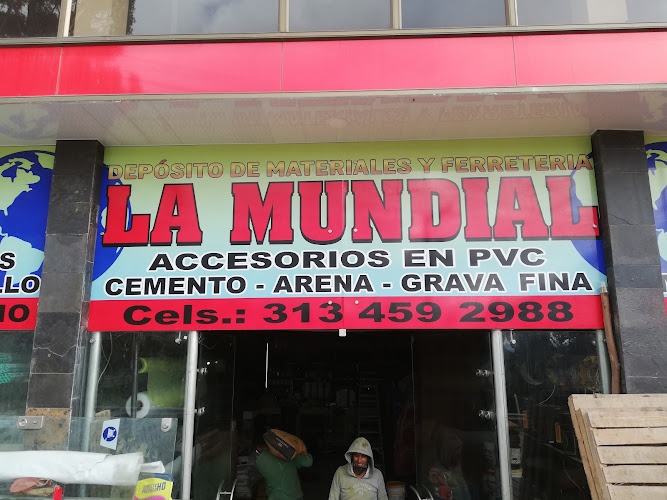 DEPÓSITO DE MATERIALES Y FERRETERIA
LA MUNDIAL
ACCESORIOS EN PVC
CEMENTO - ARENA - GRAVA FINA
Cels.: 313 459 2988